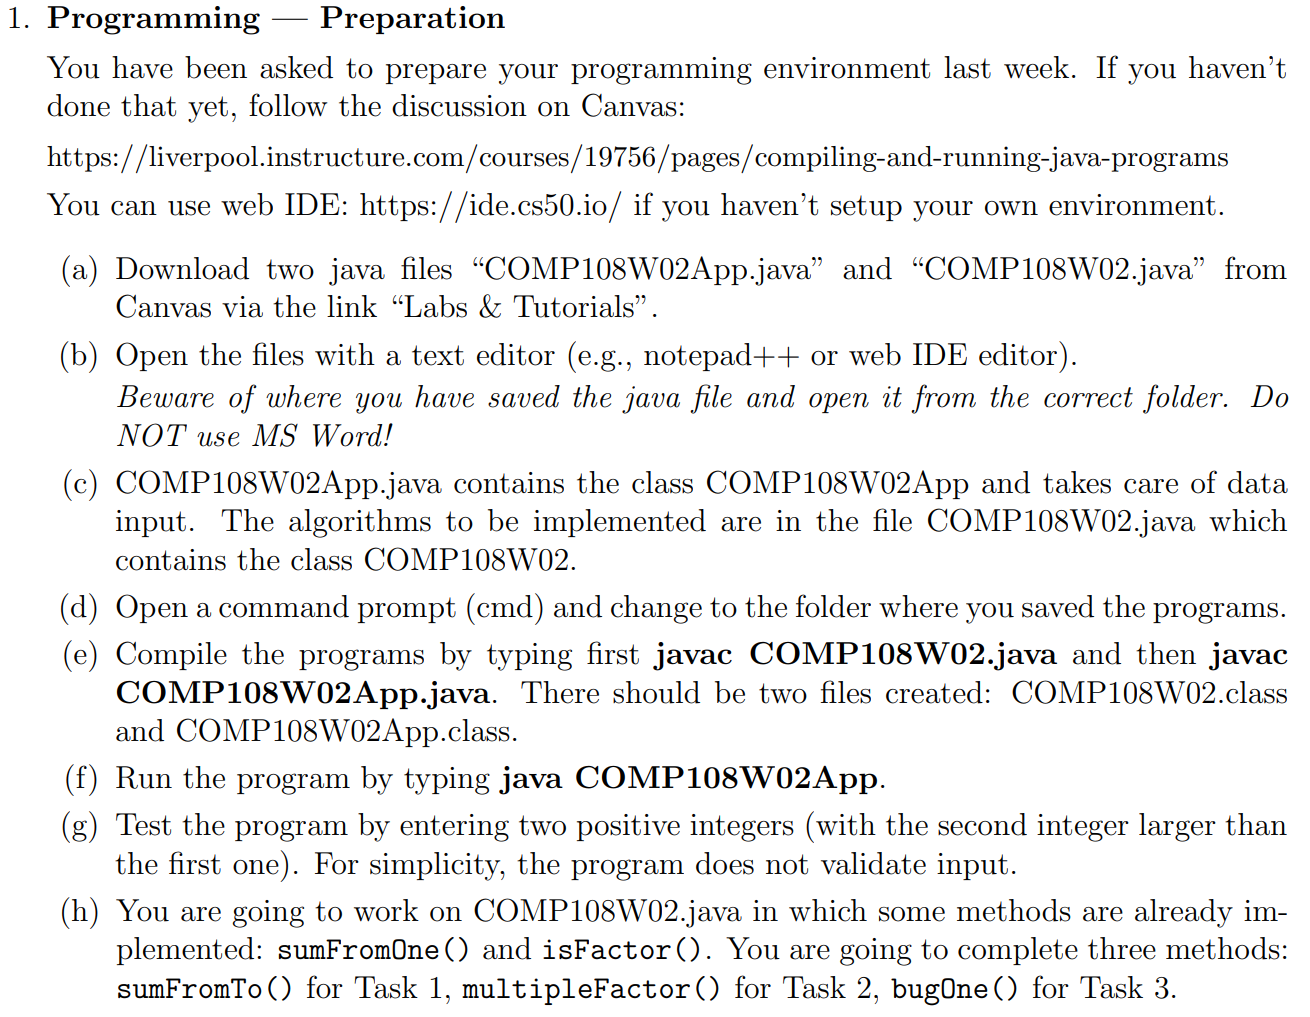 1. Programming — Preparation
You have been asked to prepare your programming environment last week. If you haven't
done that yet, follow the discussion on Canvas:
https://liverpool.instructure.com/courses/19756/pages/compiling-and-running-java-programs
You can use web IDE: https://ide.cs50.io/ if you haven't setup your own environment.
(a) Download two java files “COMP108W02App.java” and “COMP108W02.java” from
Canvas via the link “Labs & Tutorials”.
(b) Open the files with a text editor (e.g., notepad++ or web IDE editor).
Beware of where you have saved the java file and open it from the correct folder. Do
NOT use MS Word!
(c) COMP108W02App.java contains the class COMP108W02App and takes care of data
input. The algorithms to be implemented are in the file COMP108W02.java which
contains the class COMP108W02.
(d) Open a command prompt (cmd) and change to the folder where you saved the programs.
(e) Compile the programs by typing first javac COMP108W02.java and then javac
COMP108W02App.java. There should be two files created: COMP108W02.class
and COMP108W02App.class.
(f) Run the program by typing java COMP108W02App.
(g) Test the program by entering two positive integers (with the second integer larger than
the first one). For simplicity, the program does not validate input.
(h) You are going to work on COMP108W02.java in which some methods are already im-
plemented: sumFromOne() and isFactor(). You are going to complete three methods:
sumFromTo() for Task 1, multipleFactor() for Task 2, bugOne() for Task 3.